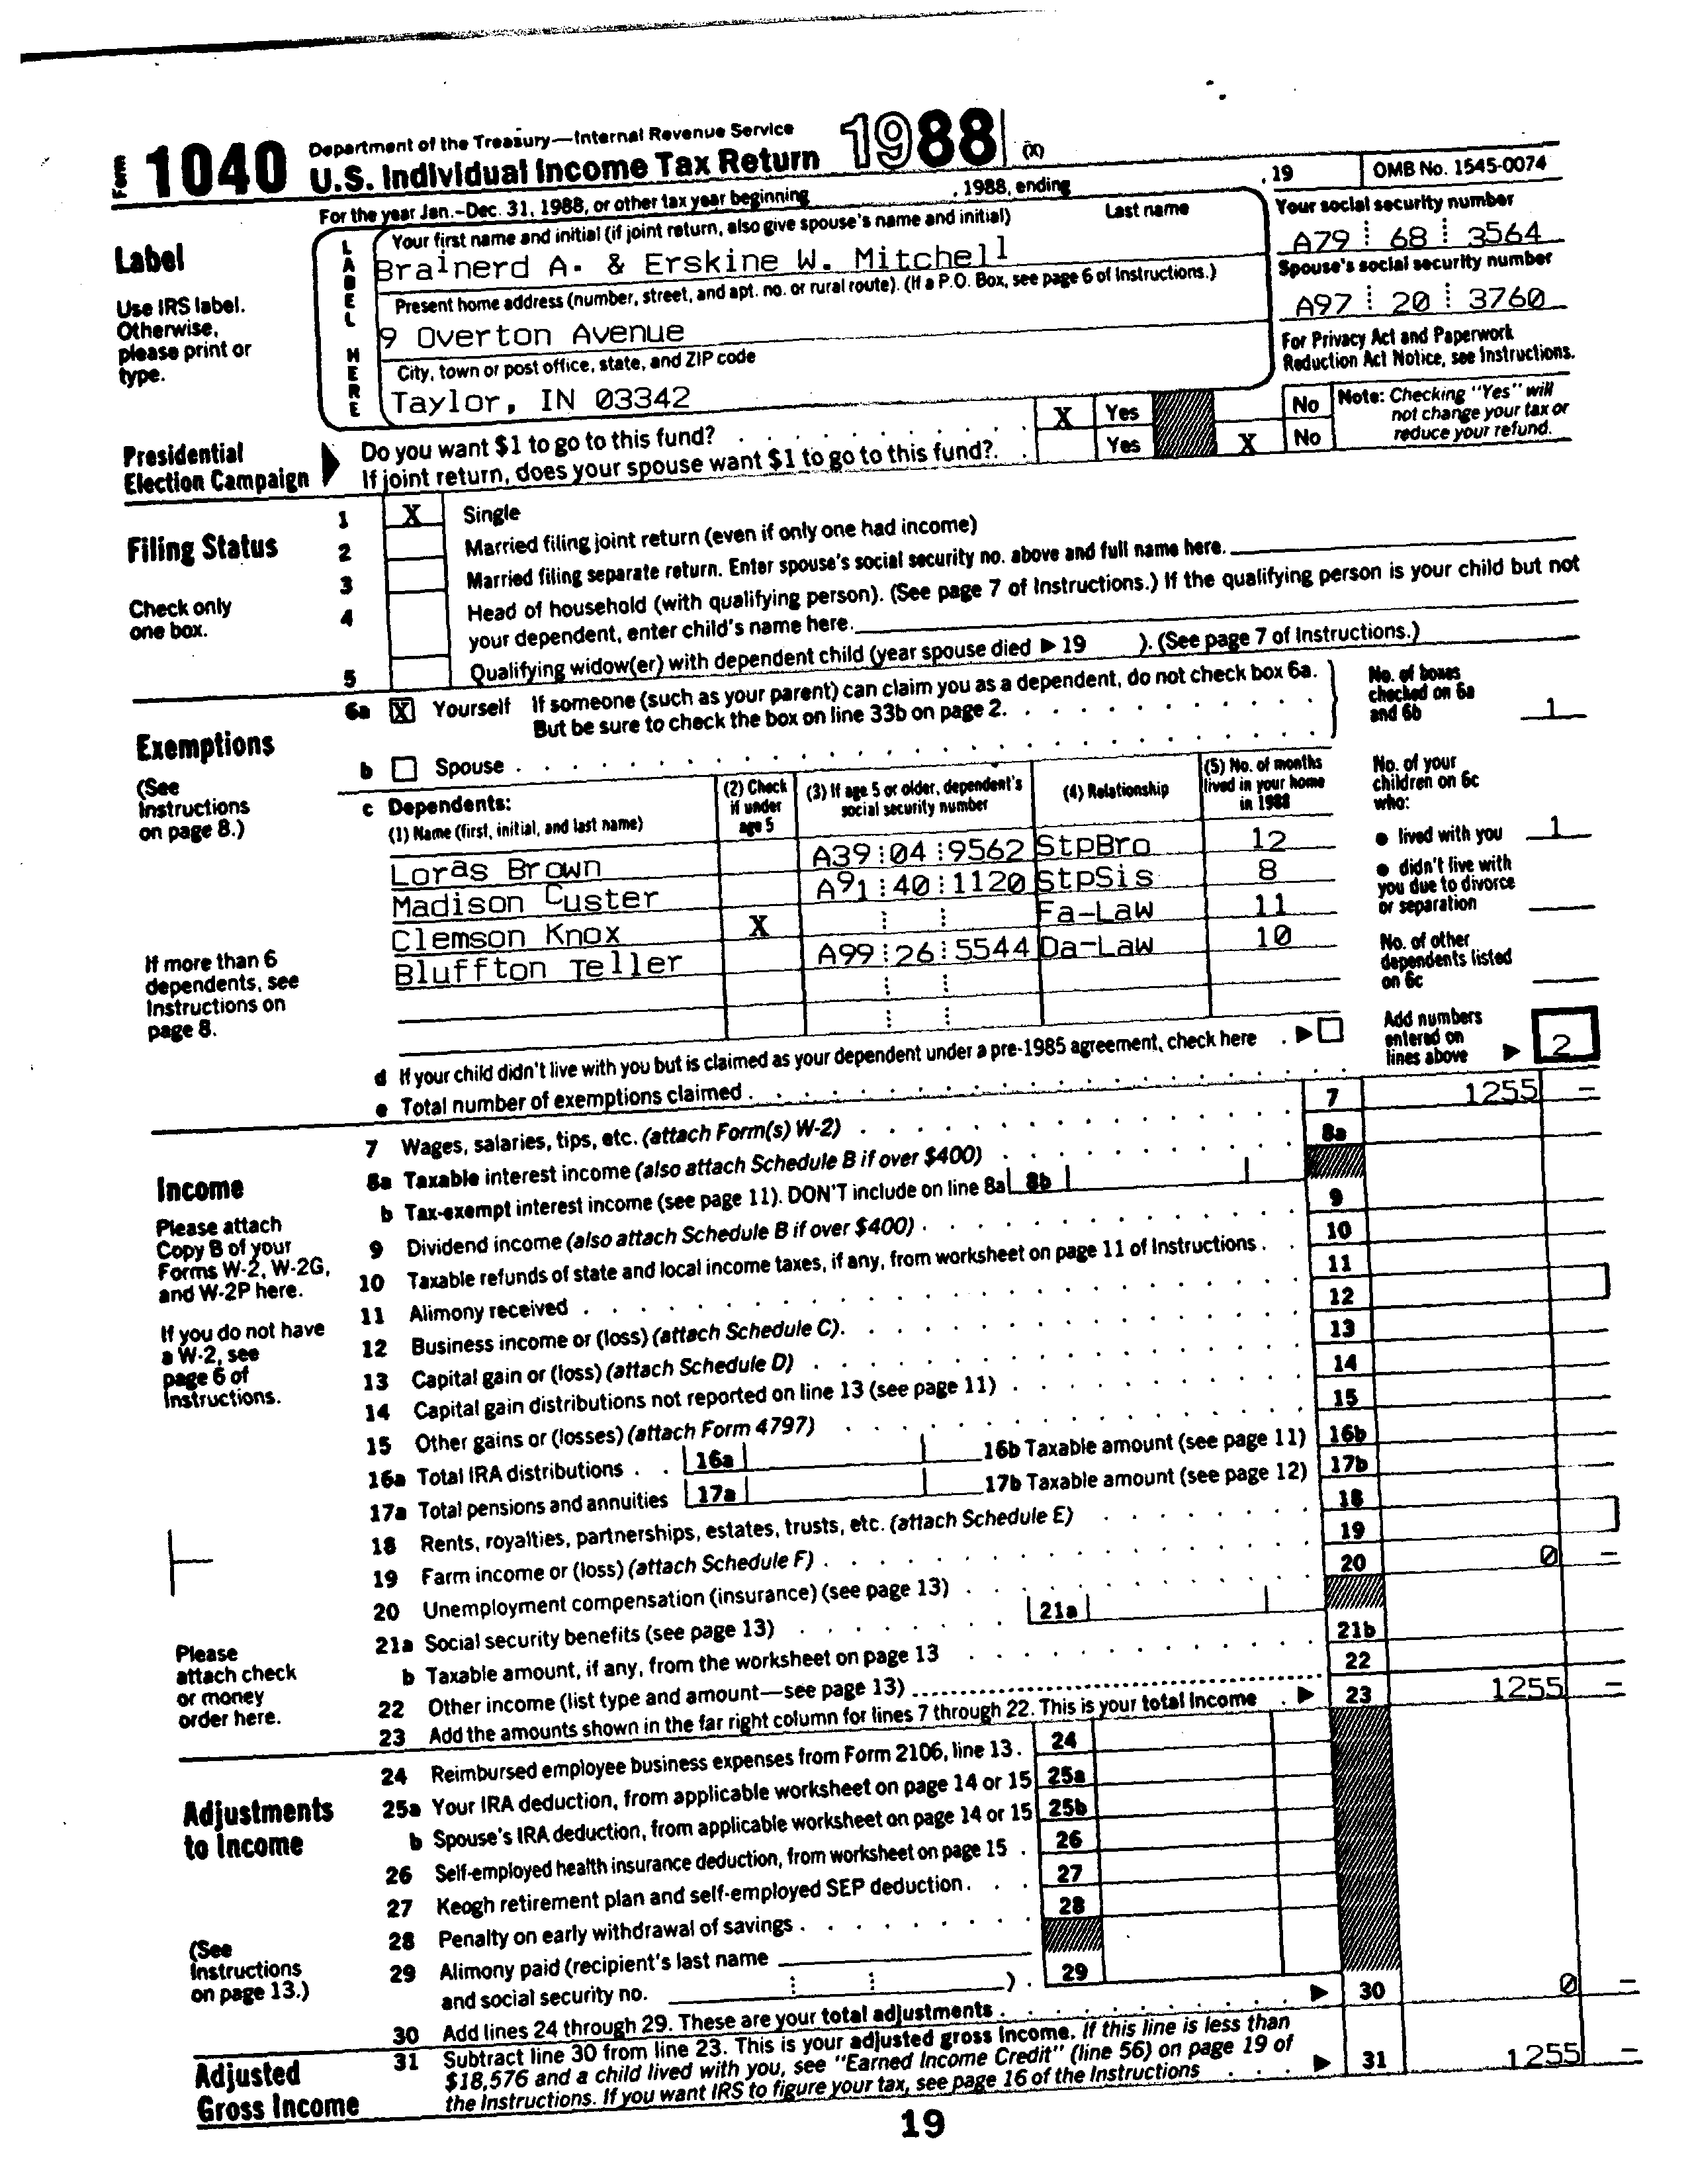 Form 1040 Department of the Treasury—Internal Revenue Service
U.S. Individual Income Tax Return 1988 (X)
For the year Jan.-Dec. 31, 1988, or other tax year beginning , 1988, ending , 19 OMB No. 1545-0074
Label
Use IRS label.
Otherwise,
please print or
type.
LABEL HERE
Your first name and initial (if joint return, also give spouse's name and initial) Last name
Brainerd A. & Erskine W. Mitchell
Present home address (number, street, and apt. no. or rural route). (If a P.O. Box, see page 6 of Instructions.)
9 Overton Avenue
City, town or post office, state, and ZIP code
Taylor, IN 03342
Your social security number
A79 68 3564
Spouse's social security number
A97 20 3760
For Privacy Act and Paperwork
Reduction Act Notice, see Instructions.
Presidential
Election Campaign
Do you want $1 to go to this fund? X Yes No
If joint return, does your spouse want $1 to go to this fund? Yes X No
Note: Checking "Yes" will
not change your tax or
reduce your refund.
Filing Status
Check only
one box.
1 X Single
2 Married filing joint return (even if only one had income)
3 Married filing separate return. Enter spouse's social security no. above and full name here.
4 Head of household (with qualifying person). (See page 7 of Instructions.) If the qualifying person is your child but not
your dependent, enter child's name here.
5 Qualifying widow(er) with dependent child (year spouse died ▶ 19 ). (See page 7 of Instructions.)
Exemptions
(See
Instructions
on page 8.)
If more than 6
dependents, see
Instructions on
page 8.
6a X Yourself If someone (such as your parent) can claim you as a dependent, do not check box 6a.
But be sure to check the box on line 33b on page 2.
b Spouse
c Dependents:
(1) Name (first, initial, and last name)
(2) Check
if under
age 5
(3) If age 5 or older, dependent's
social security number
(4) Relationship
(5) No. of months
lived in your home
in 1988
Loras Brown A39 04 9562 StpBro 12
Madison Custer A91 40 1120 StpSis 8
Clemson Knox X Fa-Law 11
Bluffton Teller A99 26 5544 Da-Law 10
No. of boxes
checked on 6a
and 6b 1
No. of your
children on 6c
who:
● lived with you 1
● didn't live with
you due to divorce
or separation
No. of other
dependents listed
on 6c
Add numbers
entered on
lines above ▶ 2
d If your child didn't live with you but is claimed as your dependent under a pre-1985 agreement, check here ▶
e Total number of exemptions claimed
Income
Please attach
Copy B of your
Forms W-2, W-2G,
and W-2P here.
If you do not have
a W-2, see
page 6 of
Instructions.
Please
attach check
or money
order here.
7 Wages, salaries, tips, etc. (attach Form(s) W-2) 7 1255 –
8a Taxable interest income (also attach Schedule B if over $400) 8a
b Tax-exempt interest income (see page 11). DON'T include on line 8a 8b
9 Dividend income (also attach Schedule B if over $400) 9
10 Taxable refunds of state and local income taxes, if any, from worksheet on page 11 of Instructions 10
11 Alimony received 11
12 Business income or (loss) (attach Schedule C) 12
13 Capital gain or (loss) (attach Schedule D) 13
14 Capital gain distributions not reported on line 13 (see page 11) 14
15 Other gains or (losses) (attach Form 4797) 15
16a Total IRA distributions 16a 16b Taxable amount (see page 11) 16b
17a Total pensions and annuities 17a 17b Taxable amount (see page 12) 17b
18 Rents, royalties, partnerships, estates, trusts, etc. (attach Schedule E) 18
19 Farm income or (loss) (attach Schedule F) 19
20 Unemployment compensation (insurance) (see page 13) 20 0 –
21a Social security benefits (see page 13) 21a
b Taxable amount, if any, from the worksheet on page 13 21b
22 Other income (list type and amount—see page 13) 22
23 Add the amounts shown in the far right column for lines 7 through 22. This is your total income ▶ 23 1255 –
Adjustments
to Income
(See
Instructions
on page 13.)
24 Reimbursed employee business expenses from Form 2106, line 13 24
25a Your IRA deduction, from applicable worksheet on page 14 or 15 25a
b Spouse's IRA deduction, from applicable worksheet on page 14 or 15 25b
26 Self-employed health insurance deduction, from worksheet on page 15 26
27 Keogh retirement plan and self-employed SEP deduction 27
28 Penalty on early withdrawal of savings 28
29 Alimony paid (recipient's last name
and social security no. ) 29
30 Add lines 24 through 29. These are your total adjustments ▶ 30 0 –
Adjusted
Gross Income
31 Subtract line 30 from line 23. This is your adjusted gross income. If this line is less than
$18,576 and a child lived with you, see "Earned Income Credit" (line 56) on page 19 of
the Instructions. If you want IRS to figure your tax, see page 16 of the Instructions ▶ 31 1255 –
19